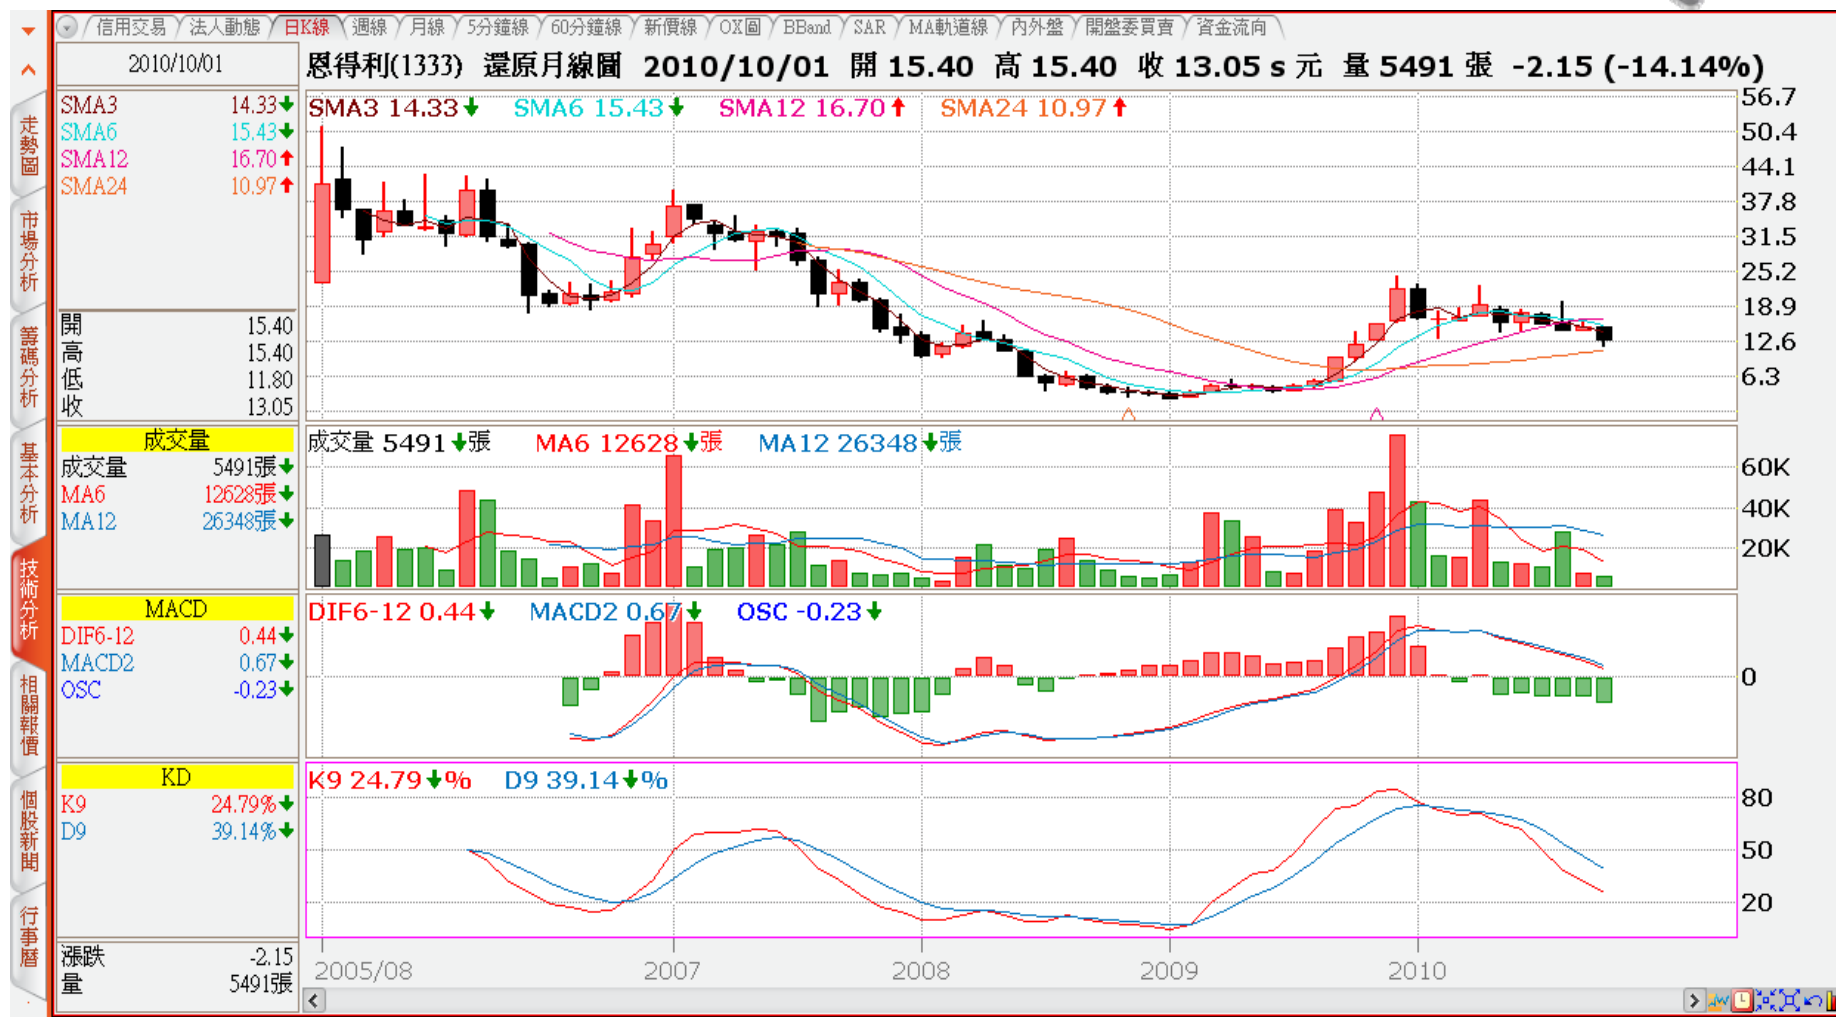 信用交易 法人動態 日K線 週線 月線 5分鐘線 60分鐘線 新價線 OX圖 BBand SAR MA軌道線 內外盤 開盤委買賣 資金流向
2010/10/01
恩得利(1333) 還原月線圖 2010/10/01 開 15.40 高 15.40 收 13.05 s 元 量 5491 張 -2.15 (-14.14%)
SMA3 14.33
SMA6 15.43
SMA12 16.70
SMA24 10.97
開 15.40
高 15.40
低 11.80
收 13.05
成交量
成交量 5491張
MA6 12628張
MA12 26348張
MACD
DIF6-12 0.44
MACD2 0.67
OSC -0.23
KD
K9 24.79%
D9 39.14%
漲跌 -2.15
量 5491張
SMA3 14.33 SMA6 15.43 SMA12 16.70 SMA24 10.97
56.7
50.4
44.1
37.8
31.5
25.2
18.9
12.6
6.3
成交量 5491張 MA6 12628張 MA12 26348張
60K
40K
20K
DIF6-12 0.44 MACD2 0.67 OSC -0.23
0
K9 24.79% D9 39.14%
80
50
20
2005/08 2007 2008 2009 2010
走勢圖
市場分析
籌碼分析
基本分析
技術分析
相關報價
個股新聞
行事曆